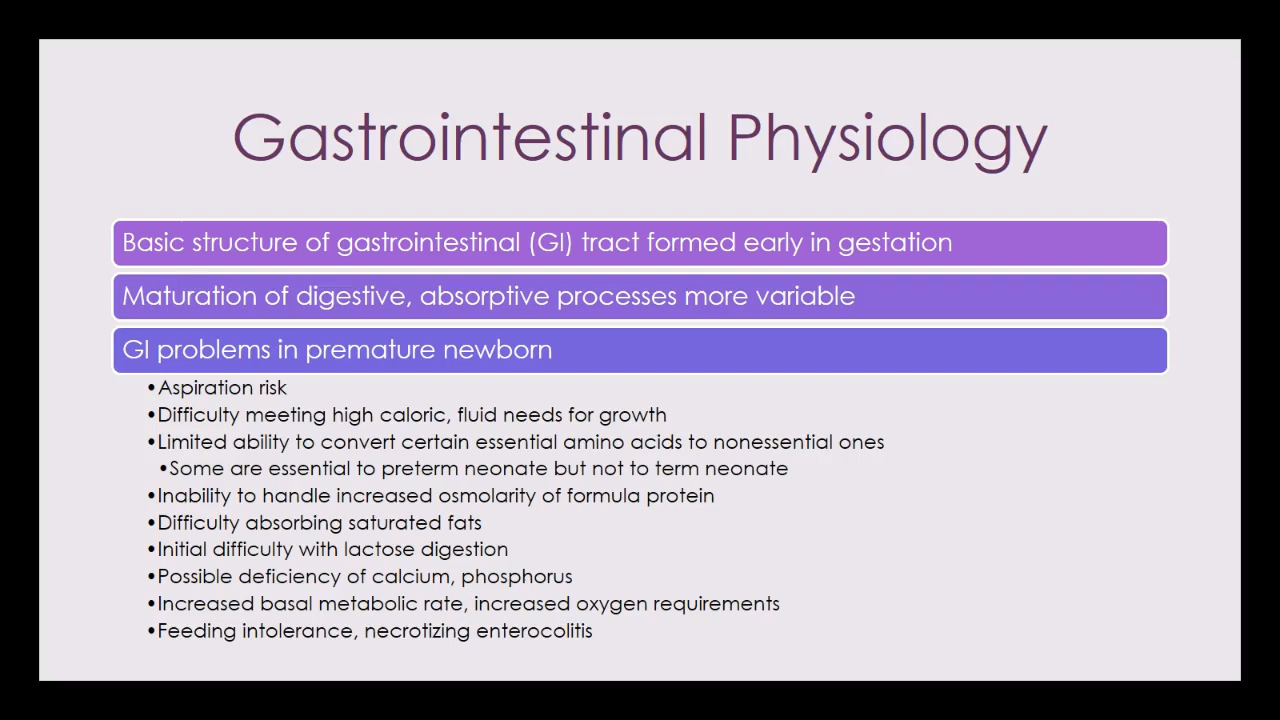 Gastrointestinal Physiology
Basic structure of gastrointestinal (GI) tract formed early in gestation
Maturation of digestive, absorptive processes more variable
GI problems in premature newborn
•Aspiration risk
•Difficulty meeting high caloric, fluid needs for growth
•Limited ability to convert certain essential amino acids to nonessential ones
•Some are essential to preterm neonate but not to term neonate
•Inability to handle increased osmolarity of formula protein
•Difficulty absorbing saturated fats
•Initial difficulty with lactose digestion
•Possible deficiency of calcium, phosphorus
•Increased basal metabolic rate, increased oxygen requirements
•Feeding intolerance, necrotizing enterocolitis